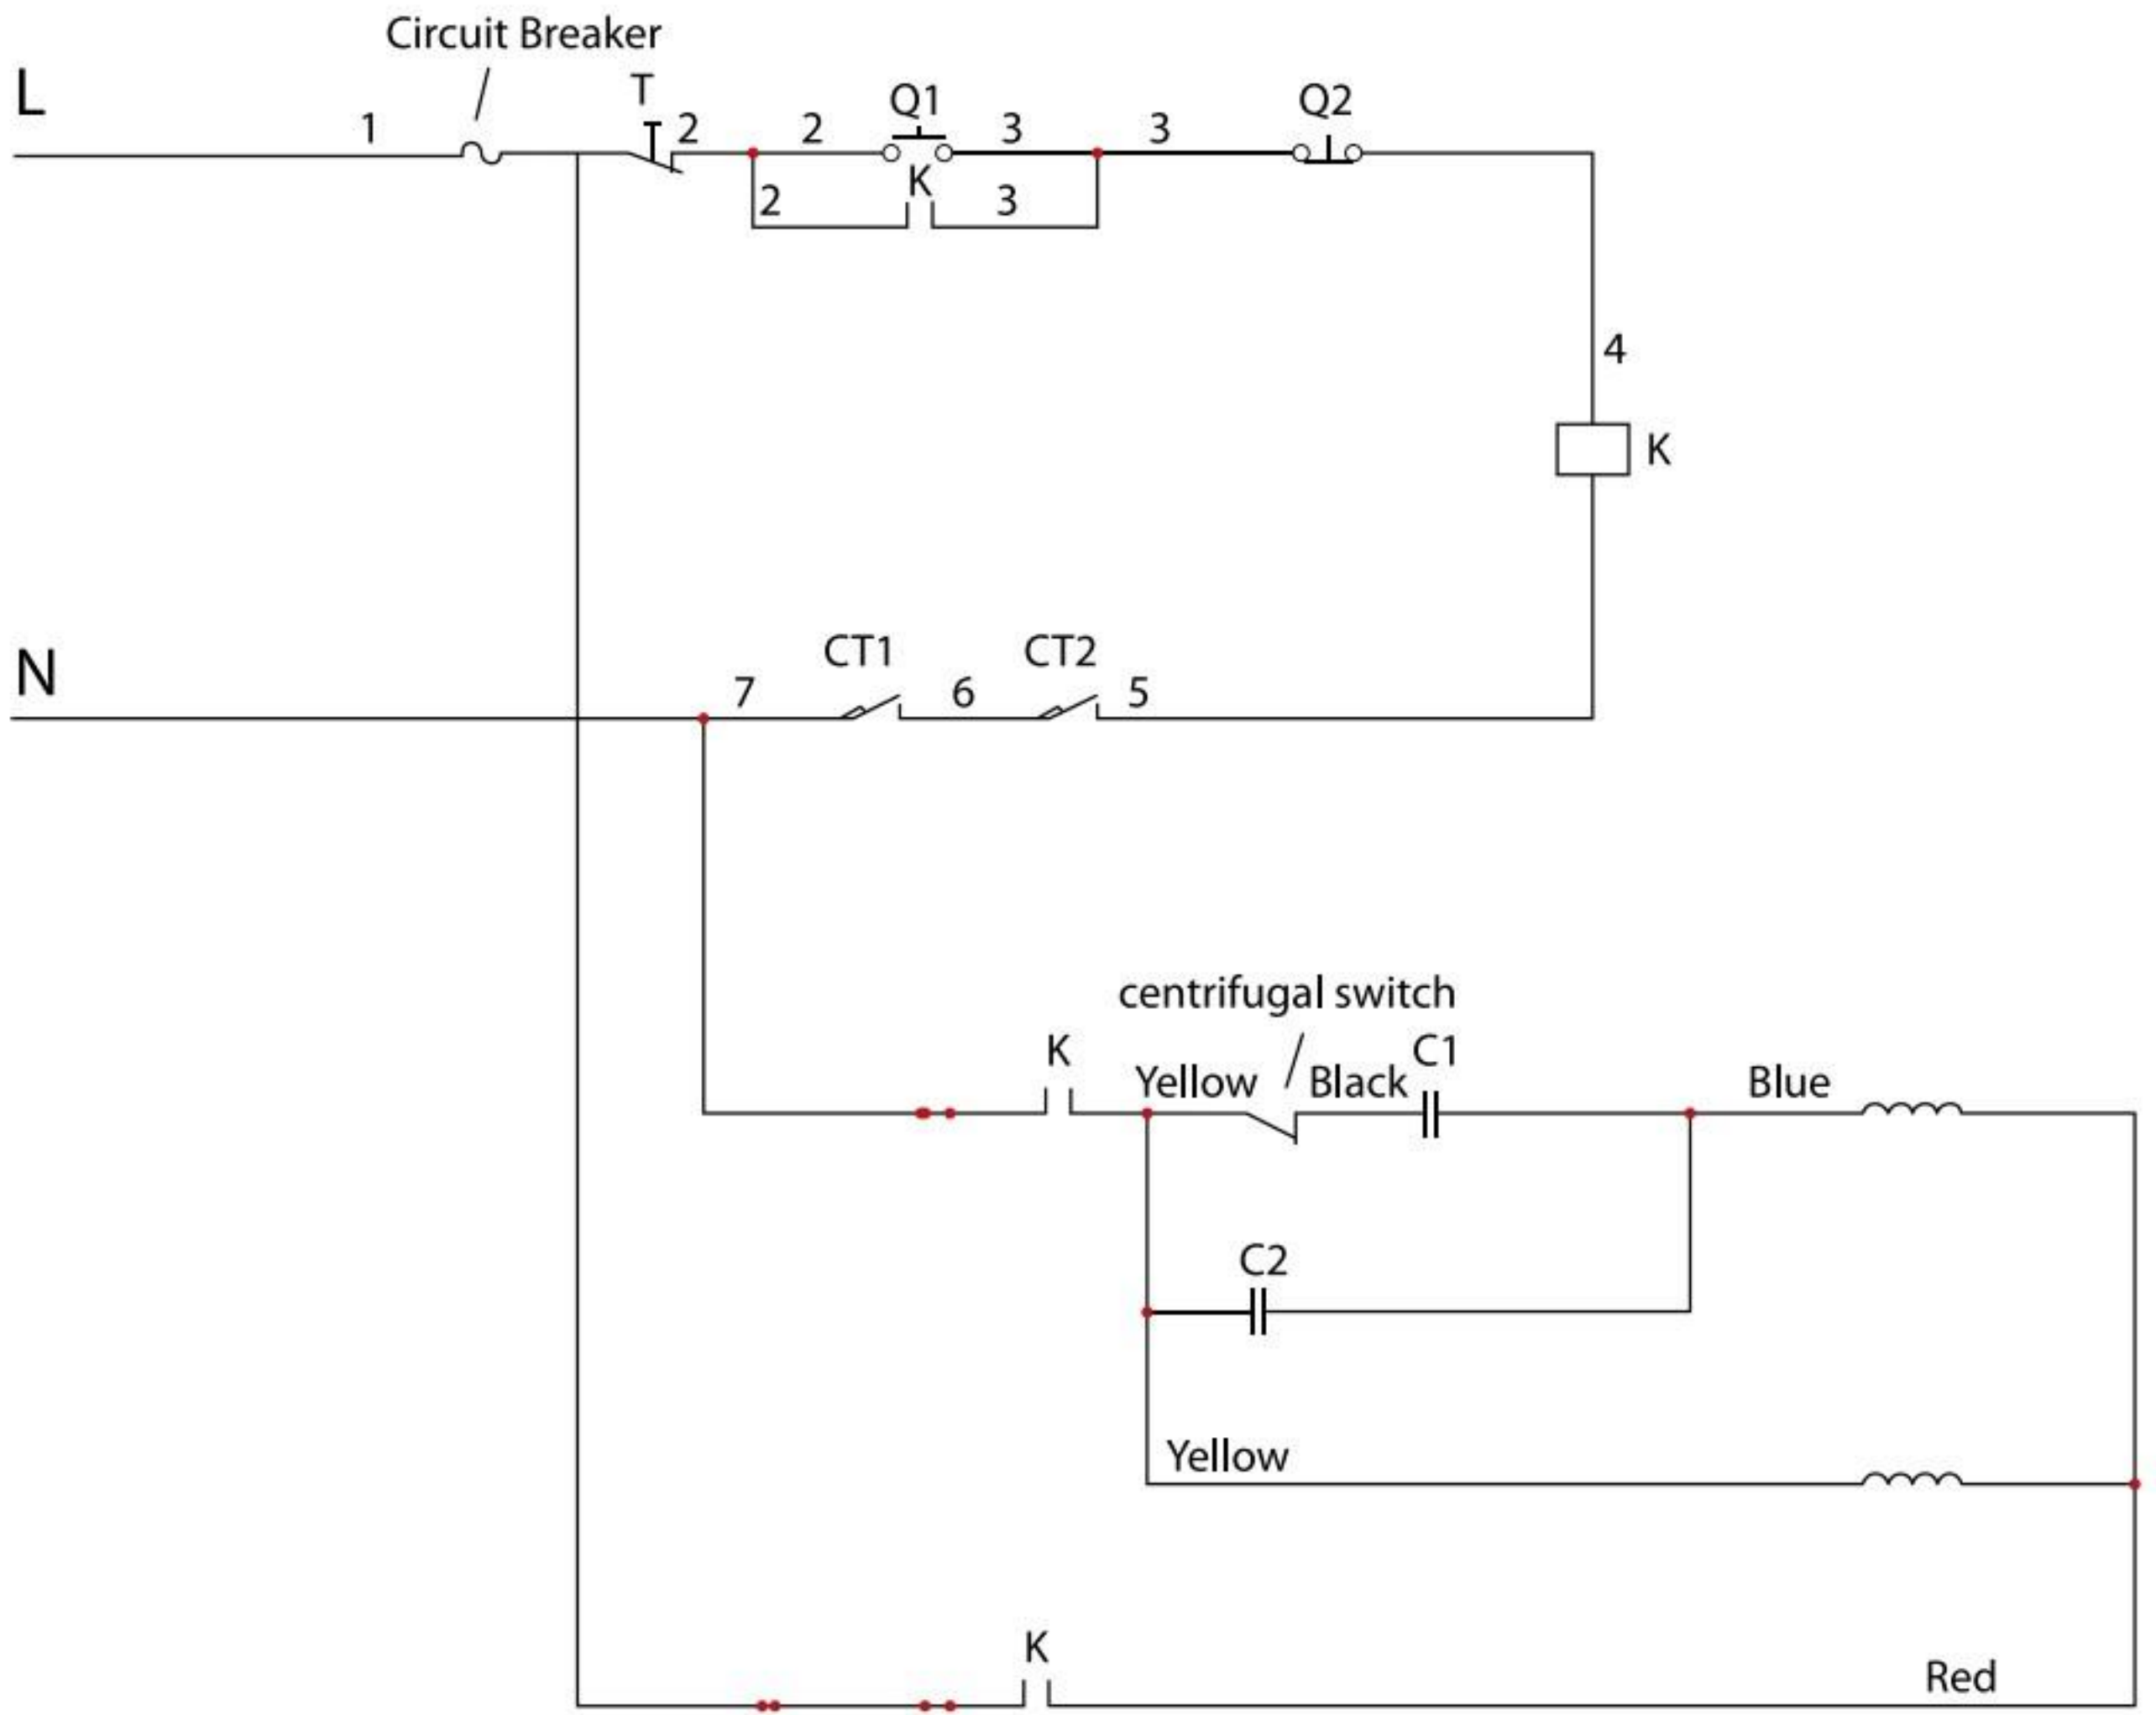 Circuit Breaker
L
1
T
2
2
Q1
3
3
Q2
K
2
3
4
K
N
CT1
CT2
7
6
5
centrifugal switch
K
Yellow
Black
C1
Blue
C2
Yellow
K
Red